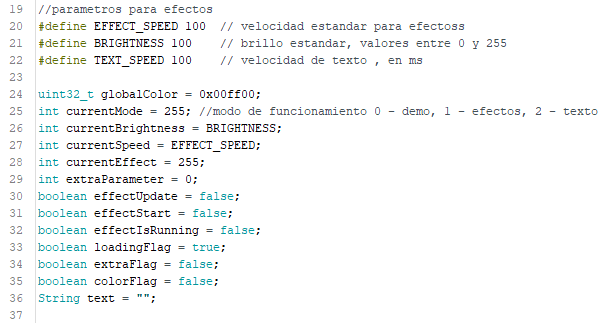 19 //parametros para efectos
20 #define EFFECT_SPEED 100  // velocidad estandar para efectoss
21 #define BRIGHTNESS 100    // brillo estandar, valores entre 0 y 255
22 #define TEXT_SPEED 100    // velocidad de texto , en ms
23
24 uint32_t globalColor = 0x00ff00;
25 int currentMode = 255; //modo de funcionamiento 0 - demo, 1 - efectos, 2 - texto
26 int currentBrightness = BRIGHTNESS;
27 int currentSpeed = EFFECT_SPEED;
28 int currentEffect = 255;
29 int extraParameter = 0;
30 boolean effectUpdate = false;
31 boolean effectStart = false;
32 boolean effectIsRunning = false;
33 boolean loadingFlag = true;
34 boolean extraFlag = false;
35 boolean colorFlag = false;
36 String text = "";
37